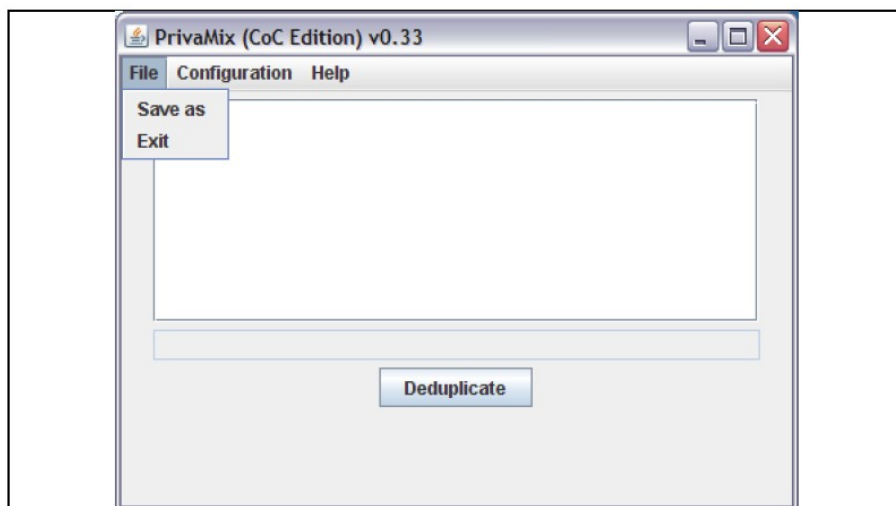 PrivaMix (CoC Edition) v0.33
File Configuration Help
Save as
Exit
Deduplicate